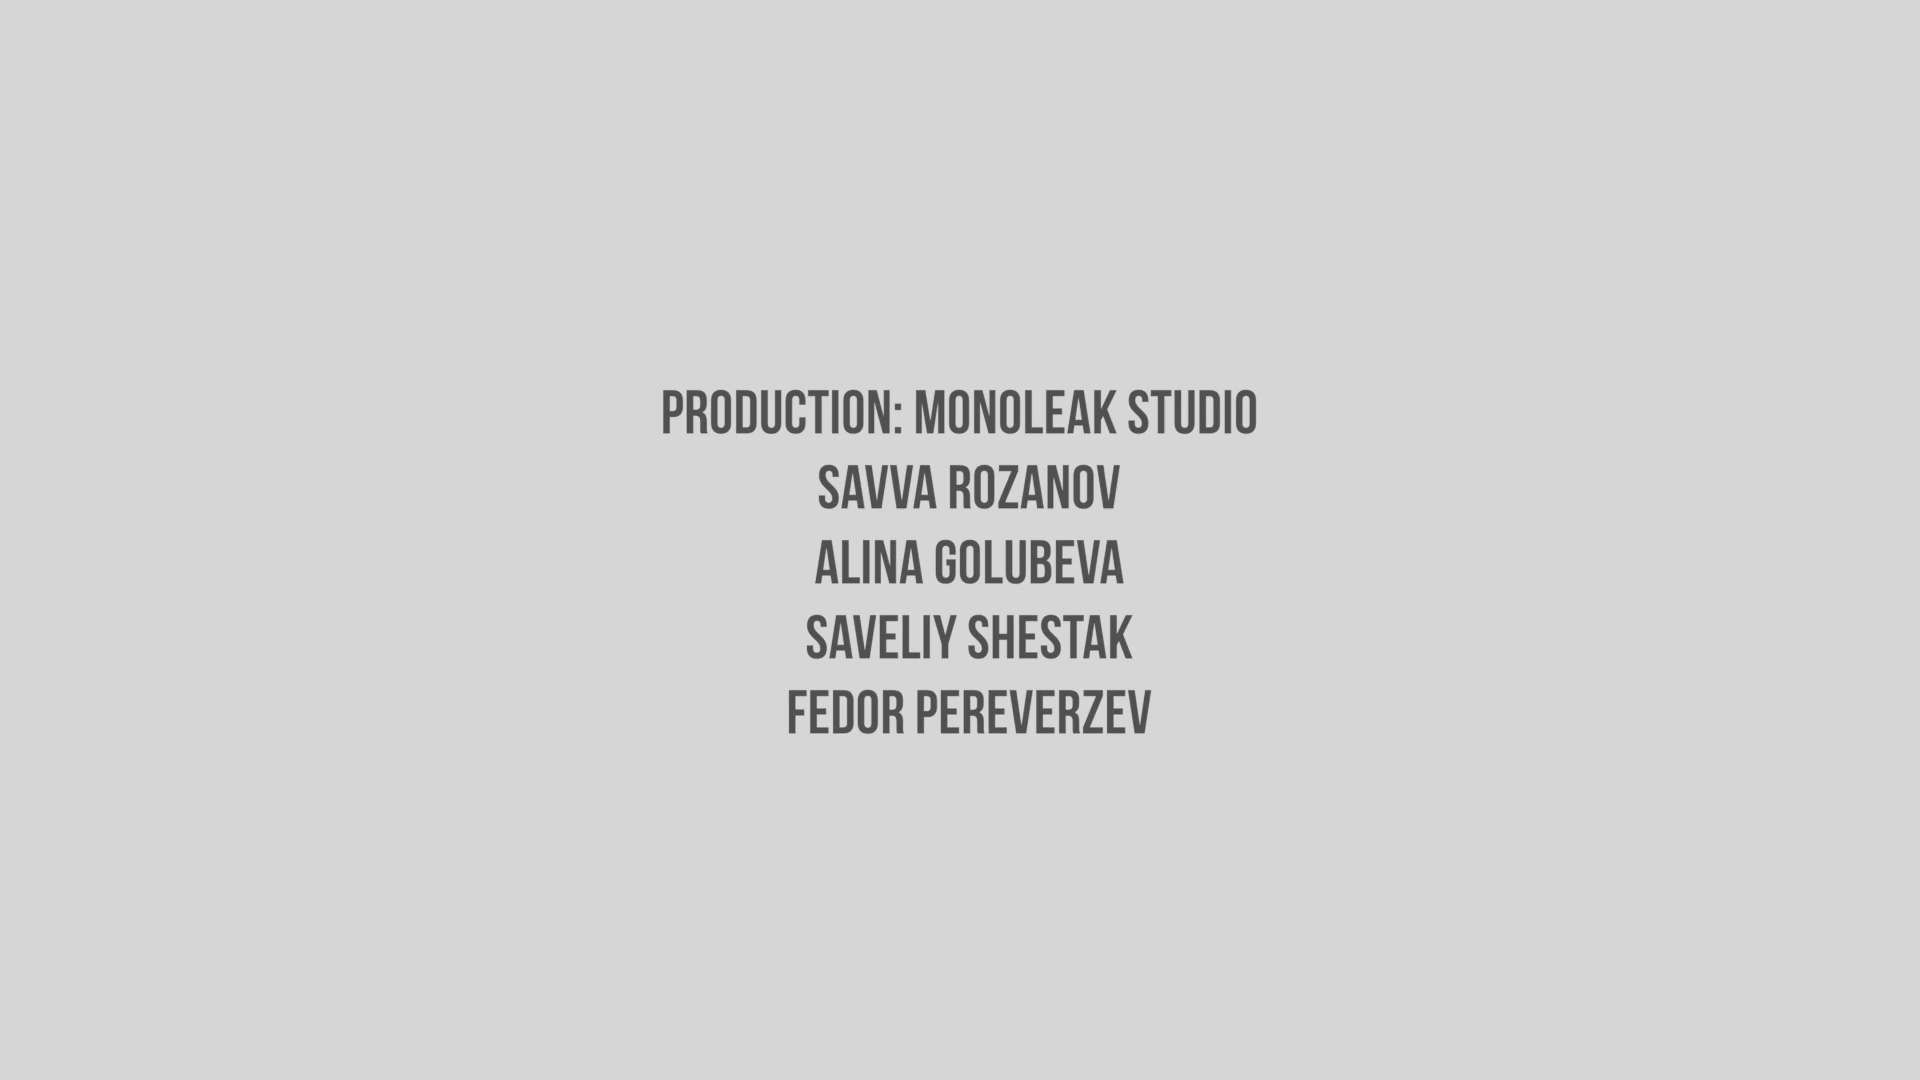 PRODUCTION: MONOLEAK STUDIO
SAVVA ROZANOV
ALINA GOLUBEVA
SAVELIY SHESTAK
FEDOR PEREVERZEV